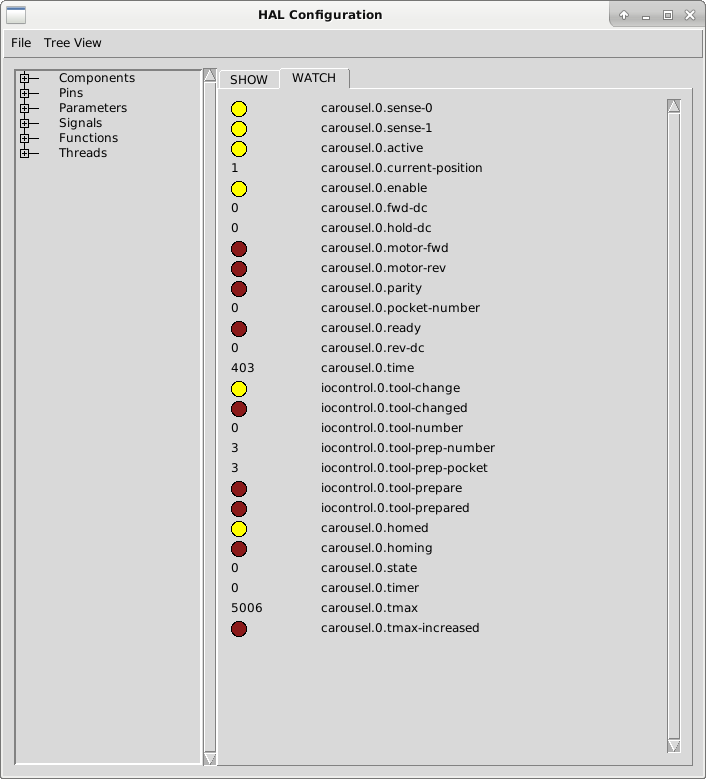 HAL Configuration
File Tree View
Components
Pins
Parameters
Signals
Functions
Threads
SHOW WATCH
carousel.0.sense-0
carousel.0.sense-1
carousel.0.active
1 carousel.0.current-position
carousel.0.enable
0 carousel.0.fwd-dc
0 carousel.0.hold-dc
carousel.0.motor-fwd
carousel.0.motor-rev
carousel.0.parity
0 carousel.0.pocket-number
carousel.0.ready
0 carousel.0.rev-dc
403 carousel.0.time
iocontrol.0.tool-change
iocontrol.0.tool-changed
0 iocontrol.0.tool-number
3 iocontrol.0.tool-prep-number
3 iocontrol.0.tool-prep-pocket
iocontrol.0.tool-prepare
iocontrol.0.tool-prepared
carousel.0.homed
carousel.0.homing
0 carousel.0.state
0 carousel.0.timer
5006 carousel.0.tmax
carousel.0.tmax-increased